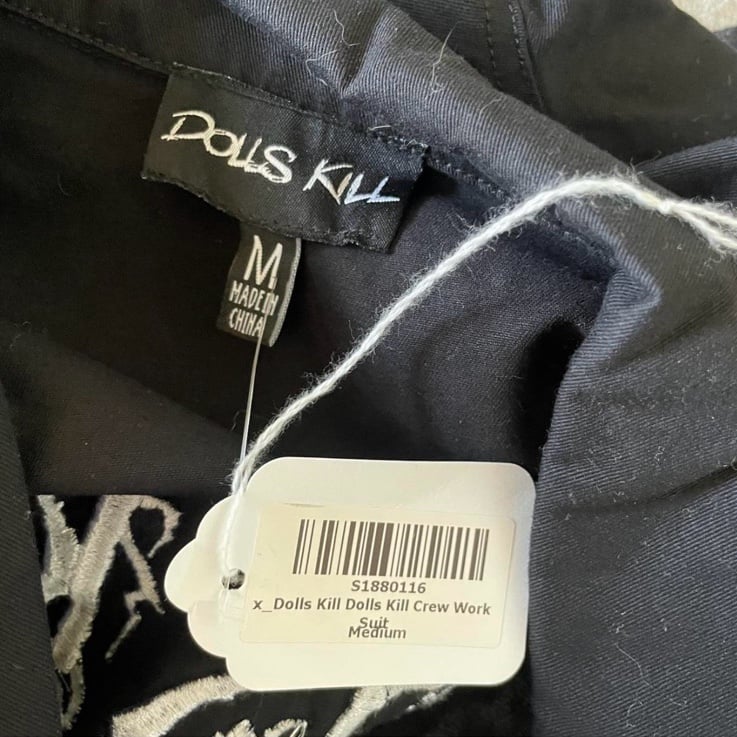 DOLLS KILL
M
MADE IN
CHINA
S1880116
x_Dolls Kill Dolls Kill Crew Work
Suit
Medium